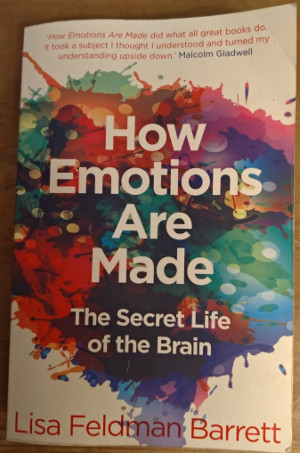 'How Emotions Are Made did what all great books do.
It took a subject I thought I understood and turned my
understanding upside down.' Malcolm Gladwell
How
Emotions
Are
Made
The Secret Life
of the Brain
Lisa Feldman Barrett